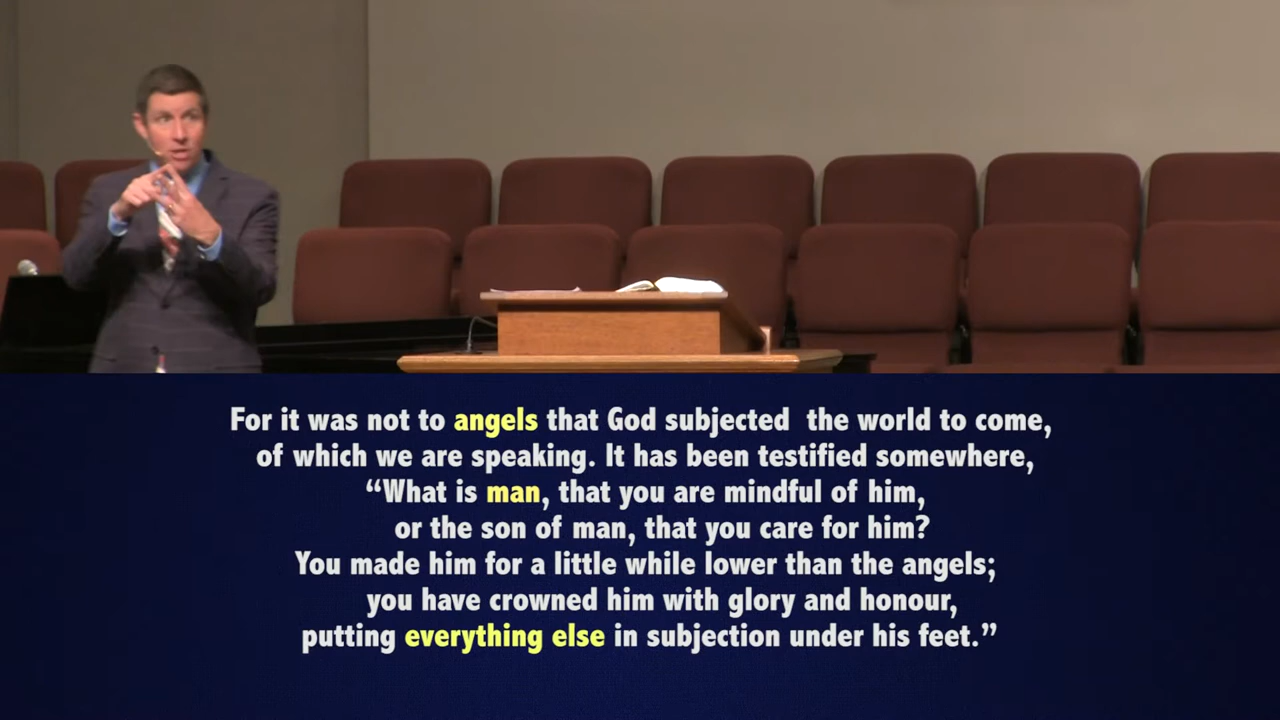 For it was not to angels that God subjected  the world to come,
of which we are speaking. It has been testified somewhere,
“What is man, that you are mindful of him,
or the son of man, that you care for him?
You made him for a little while lower than the angels;
you have crowned him with glory and honour,
putting everything else in subjection under his feet.”